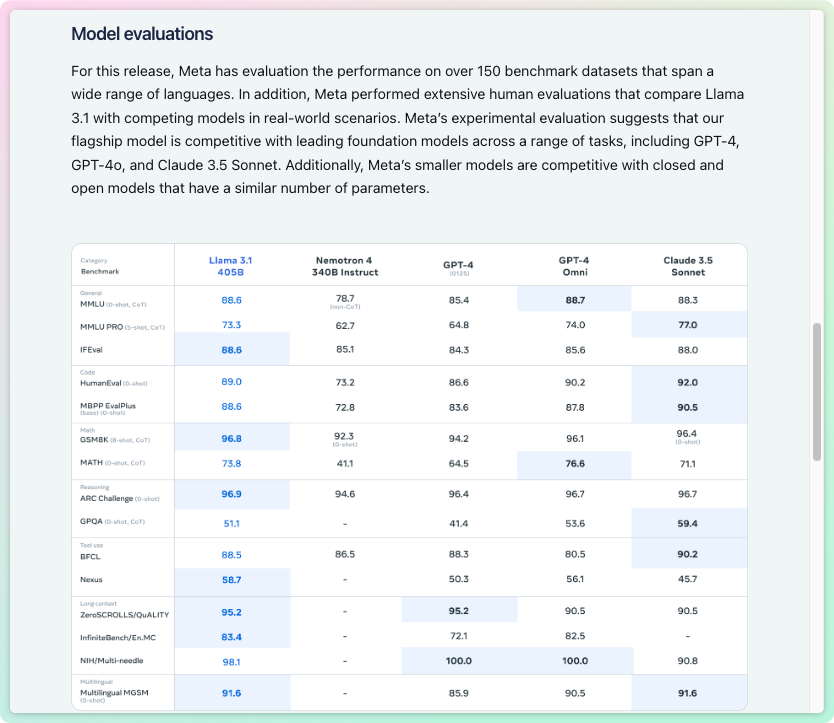 Model evaluations
For this release, Meta has evaluation the performance on over 150 benchmark datasets that span a
wide range of languages. In addition, Meta performed extensive human evaluations that compare Llama
3.1 with competing models in real-world scenarios. Meta’s experimental evaluation suggests that our
flagship model is competitive with leading foundation models across a range of tasks, including GPT-4,
GPT-4o, and Claude 3.5 Sonnet. Additionally, Meta’s smaller models are competitive with closed and
open models that have a similar number of parameters.
Category
Benchmark
Llama 3.1
405B
Nemotron 4
340B Instruct
GPT-4
(0125)
GPT-4
Omni
Claude 3.5
Sonnet
General
MMLU (0-shot, CoT) 88.6 78.7 (non-CoT) 85.4 88.7 88.3
MMLU PRO (5-shot, CoT) 73.3 62.7 64.8 74.0 77.0
IFEval 88.6 85.1 84.3 85.6 88.0
Code
HumanEval (0-shot) 89.0 73.2 86.6 90.2 92.0
MBPP EvalPlus 88.6 72.8 83.6 87.8 90.5
(base) (0-shot)
Math
GSM8K (8-shot, CoT) 96.8 92.3 (0-shot) 94.2 96.1 96.4 (0-shot)
MATH (0-shot, CoT) 73.8 41.1 64.5 76.6 71.1
Reasoning
ARC Challenge (0-shot) 96.9 94.6 96.4 96.7 96.7
GPQA (0-shot, CoT) 51.1 - 41.4 53.6 59.4
Tool use
BFCL 88.5 86.5 88.3 80.5 90.2
Nexus 58.7 - 50.3 56.1 45.7
Long context
ZeroSCROLLS/QuALITY 95.2 - 95.2 90.5 90.5
InfiniteBench/En.MC 83.4 - 72.1 82.5 -
NIH/Multi-needle 98.1 - 100.0 100.0 90.8
Multilingual
Multilingual MGSM 91.6 - 85.9 90.5 91.6
(0-shot)